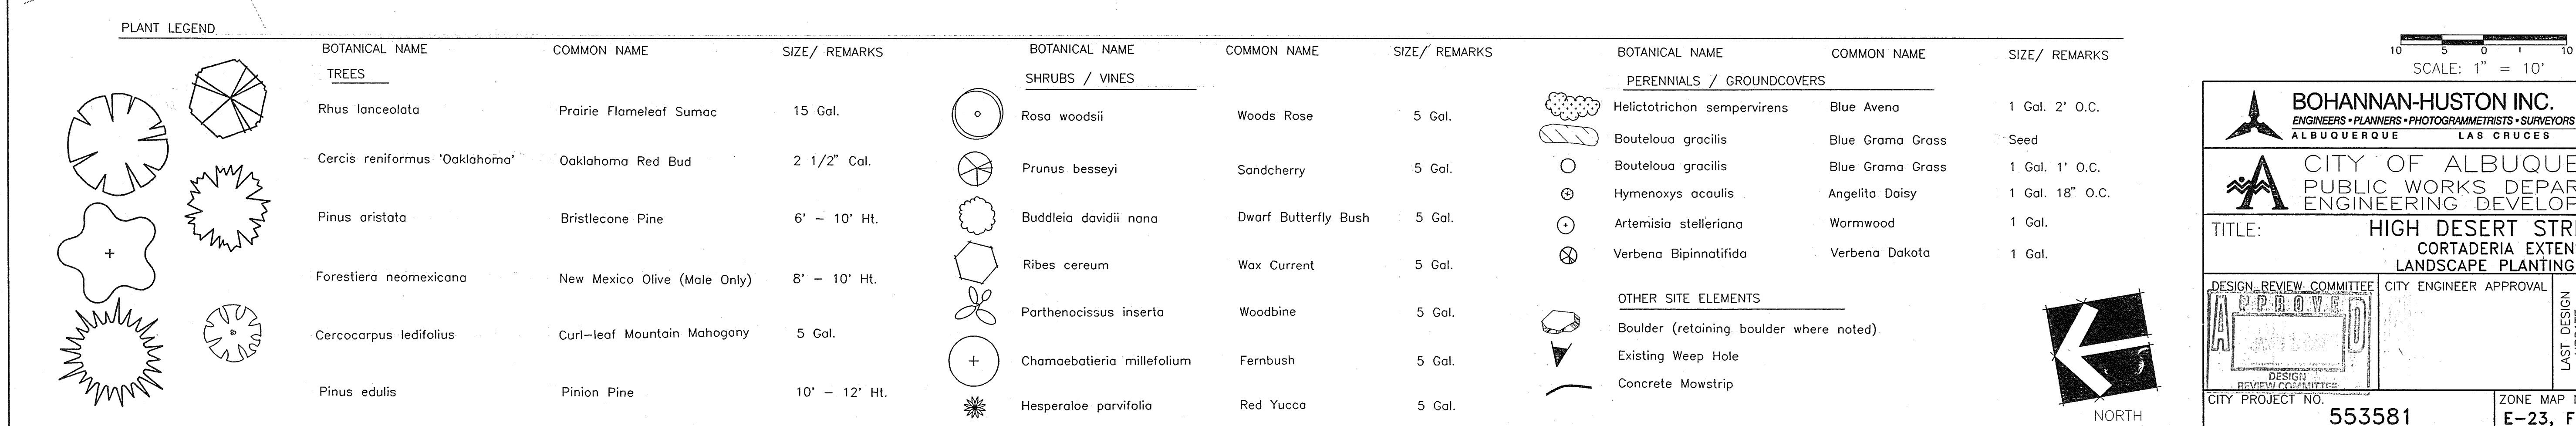 PLANT LEGEND
BOTANICAL NAME COMMON NAME SIZE/ REMARKS
TREES
Rhus lanceolata Prairie Flameleaf Sumac 15 Gal.
Cercis reniformus 'Oaklahoma' Oaklahoma Red Bud 2 1/2" Cal.
Pinus aristata Bristlecone Pine 6' – 10' Ht.
Forestiera neomexicana New Mexico Olive (Male Only) 8' – 10' Ht.
Cercocarpus ledifolius Curl-leaf Mountain Mahogany 5 Gal.
Pinus edulis Pinion Pine 10' – 12' Ht.
BOTANICAL NAME COMMON NAME SIZE/ REMARKS
SHRUBS / VINES
Rosa woodsii Woods Rose 5 Gal.
Prunus besseyi Sandcherry 5 Gal.
Buddleia davidii nana Dwarf Butterfly Bush 5 Gal.
Ribes cereum Wax Current 5 Gal.
Parthenocissus inserta Woodbine 5 Gal.
Chamaebatieria millefolium Fernbush 5 Gal.
Hesperaloe parvifolia Red Yucca 5 Gal.
BOTANICAL NAME COMMON NAME SIZE/ REMARKS
PERENNIALS / GROUNDCOVERS
Helictotrichon sempervirens Blue Avena 1 Gal. 2' O.C.
Bouteloua gracilis Blue Grama Grass Seed
Bouteloua gracilis Blue Grama Grass 1 Gal. 1' O.C.
Hymenoxys acaulis Angelita Daisy 1 Gal. 18" O.C.
Artemisia stelleriana Wormwood 1 Gal.
Verbena Bipinnatifida Verbena Dakota 1 Gal.
OTHER SITE ELEMENTS
Boulder (retaining boulder where noted)
Existing Weep Hole
Concrete Mowstrip
NORTH
10 5 0 10
SCALE: 1" = 10'
BOHANNAN-HUSTON INC.
ENGINEERS • PLANNERS • PHOTOGRAMMETRISTS • SURVEYORS
ALBUQUERQUE LAS CRUCES
CITY OF ALBUQUE
PUBLIC WORKS DEPAR
ENGINEERING DEVELOP
TITLE: HIGH DESERT STR
CORTADERIA EXTEN
LANDSCAPE PLANTING
DESIGN REVIEW COMMITTEE CITY ENGINEER APPROVAL
LAST DESIGN
APPROVED
DESIGN
REVIEW COMMITTEE
CITY PROJECT NO.
553581
ZONE MAP
E-23, F